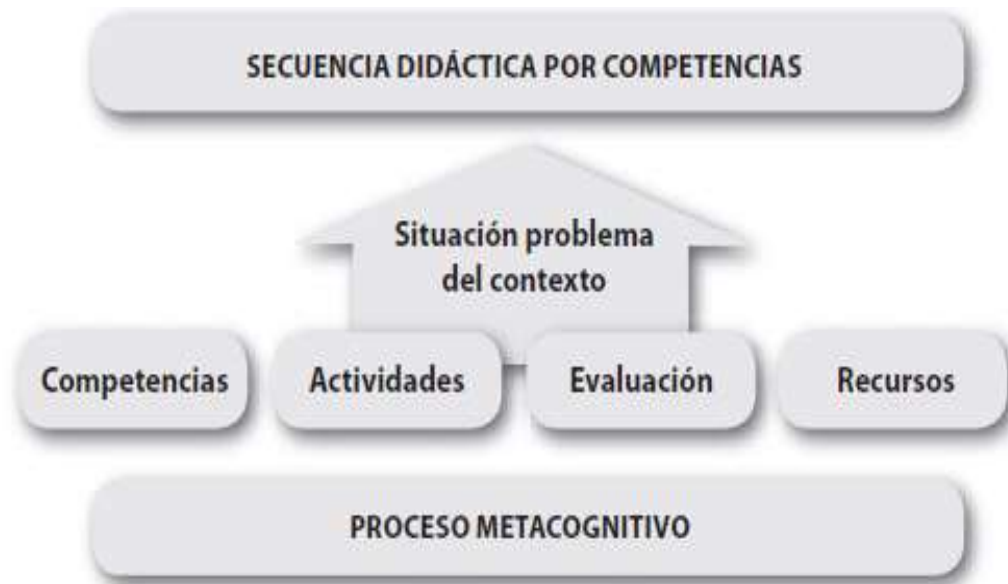 SECUENCIA DIDÁCTICA POR COMPETENCIAS
Situación problema
del contexto
Competencias
Actividades
Evaluación
Recursos
PROCESO METACOGNITIVO